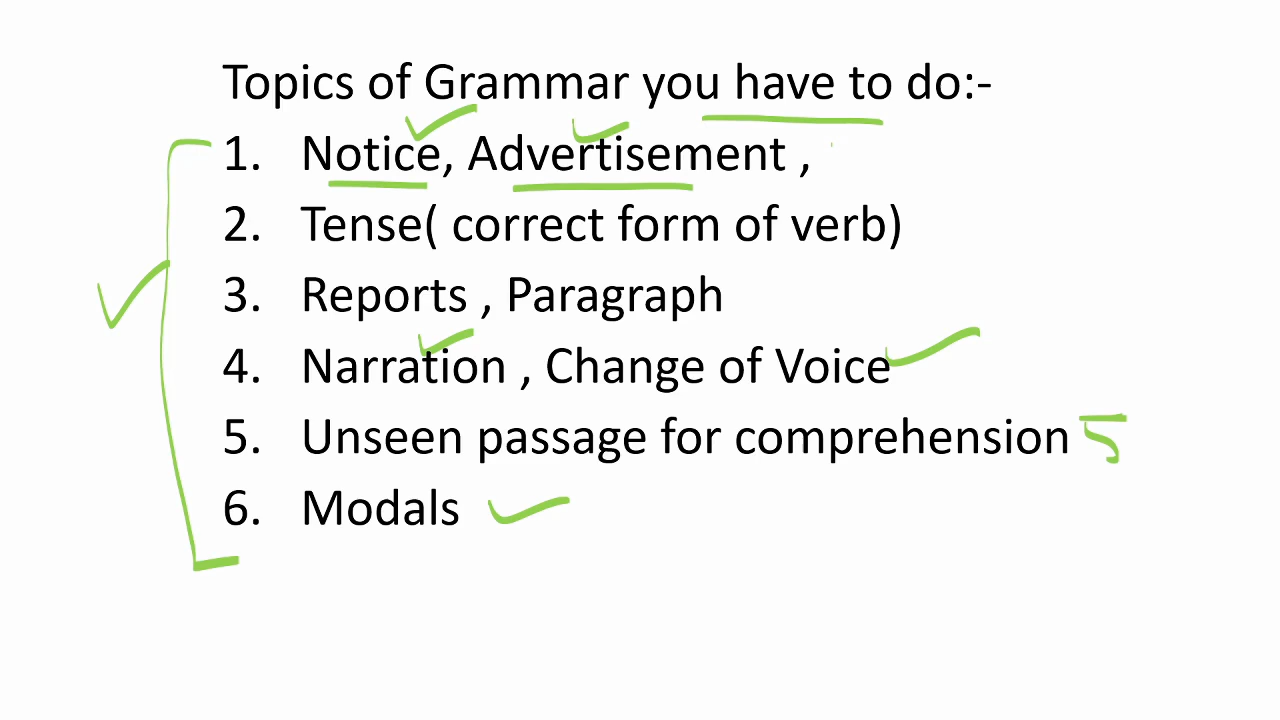 Topics of Grammar you have to do:-
1. Notice, Advertisement ,
2. Tense( correct form of verb)
3. Reports , Paragraph
4. Narration , Change of Voice
5. Unseen passage for comprehension 5
6. Modals